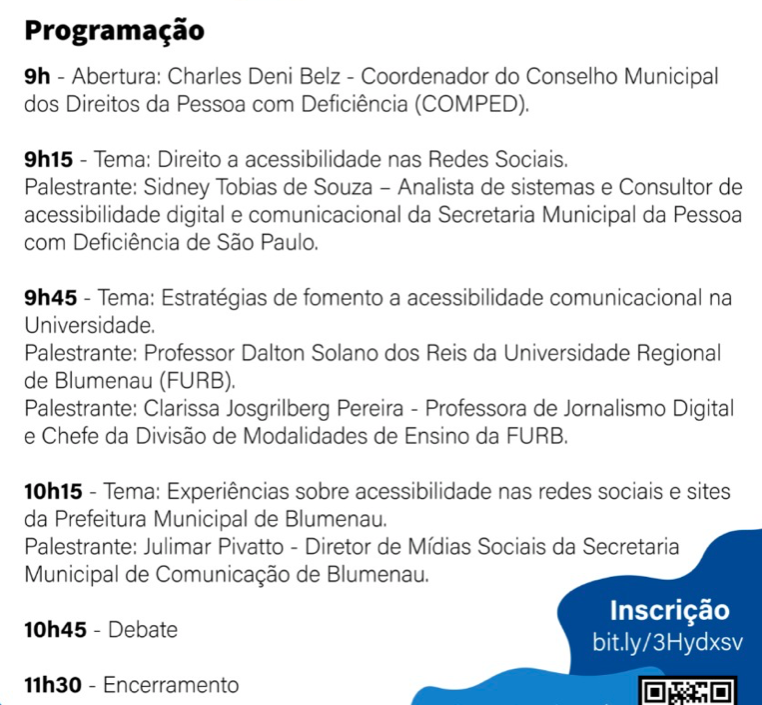 Programação
9h - Abertura: Charles Deni Belz - Coordenador do Conselho Municipal
dos Direitos da Pessoa com Deficiência (COMPED).
9h15 - Tema: Direito a acessibilidade nas Redes Sociais.
Palestrante: Sidney Tobias de Souza – Analista de sistemas e Consultor de
acessibilidade digital e comunicacional da Secretaria Municipal da Pessoa
com Deficiência de São Paulo.
9h45 - Tema: Estratégias de fomento a acessibilidade comunicacional na
Universidade.
Palestrante: Professor Dalton Solano dos Reis da Universidade Regional
de Blumenau (FURB).
Palestrante: Clarissa Josgrilberg Pereira - Professora de Jornalismo Digital
e Chefe da Divisão de Modalidades de Ensino da FURB.
10h15 - Tema: Experiências sobre acessibilidade nas redes sociais e sites
da Prefeitura Municipal de Blumenau.
Palestrante: Julimar Pivatto - Diretor de Mídias Sociais da Secretaria
Municipal de Comunicação de Blumenau.
10h45 - Debate
11h30 - Encerramento
Inscrição
bit.ly/3Hydxsv